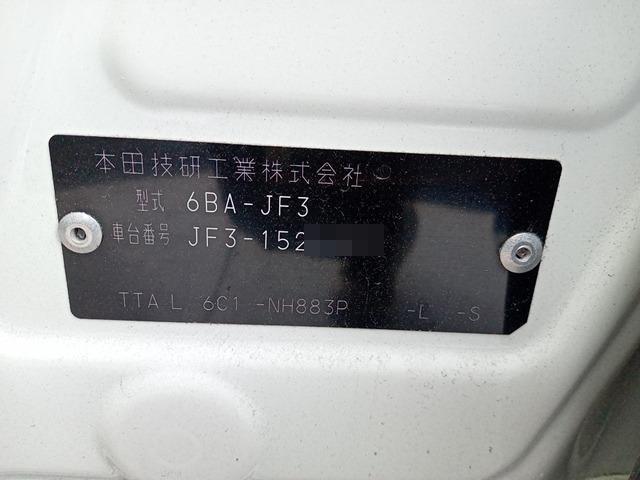 本田技研工業株式会社
型式 6BA-JF3
車台番号 JF3-152
TTA L 6C1 -NH883P -L -S